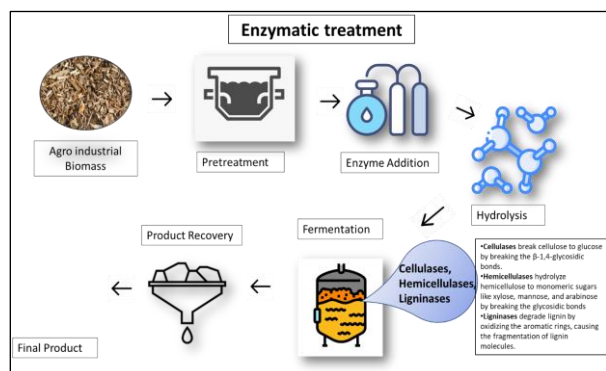 Enzymatic treatment
Agro industrial
Biomass
Pretreatment
Enzyme Addition
Hydrolysis
•Cellulases break cellulose to glucose
by breaking the β-1,4-glycosidic
bonds.
•Hemicellulases hydrolyze
hemicellulose to monomeric sugars
like xylose, mannose, and arabinose
by breaking the glycosidic bonds
•Ligninases degrade lignin by
oxidizing the aromatic rings, causing
the fragmentation of lignin
molecules.
Cellulases,
Hemicellulases,
Ligninases
Fermentation
Product Recovery
Final Product